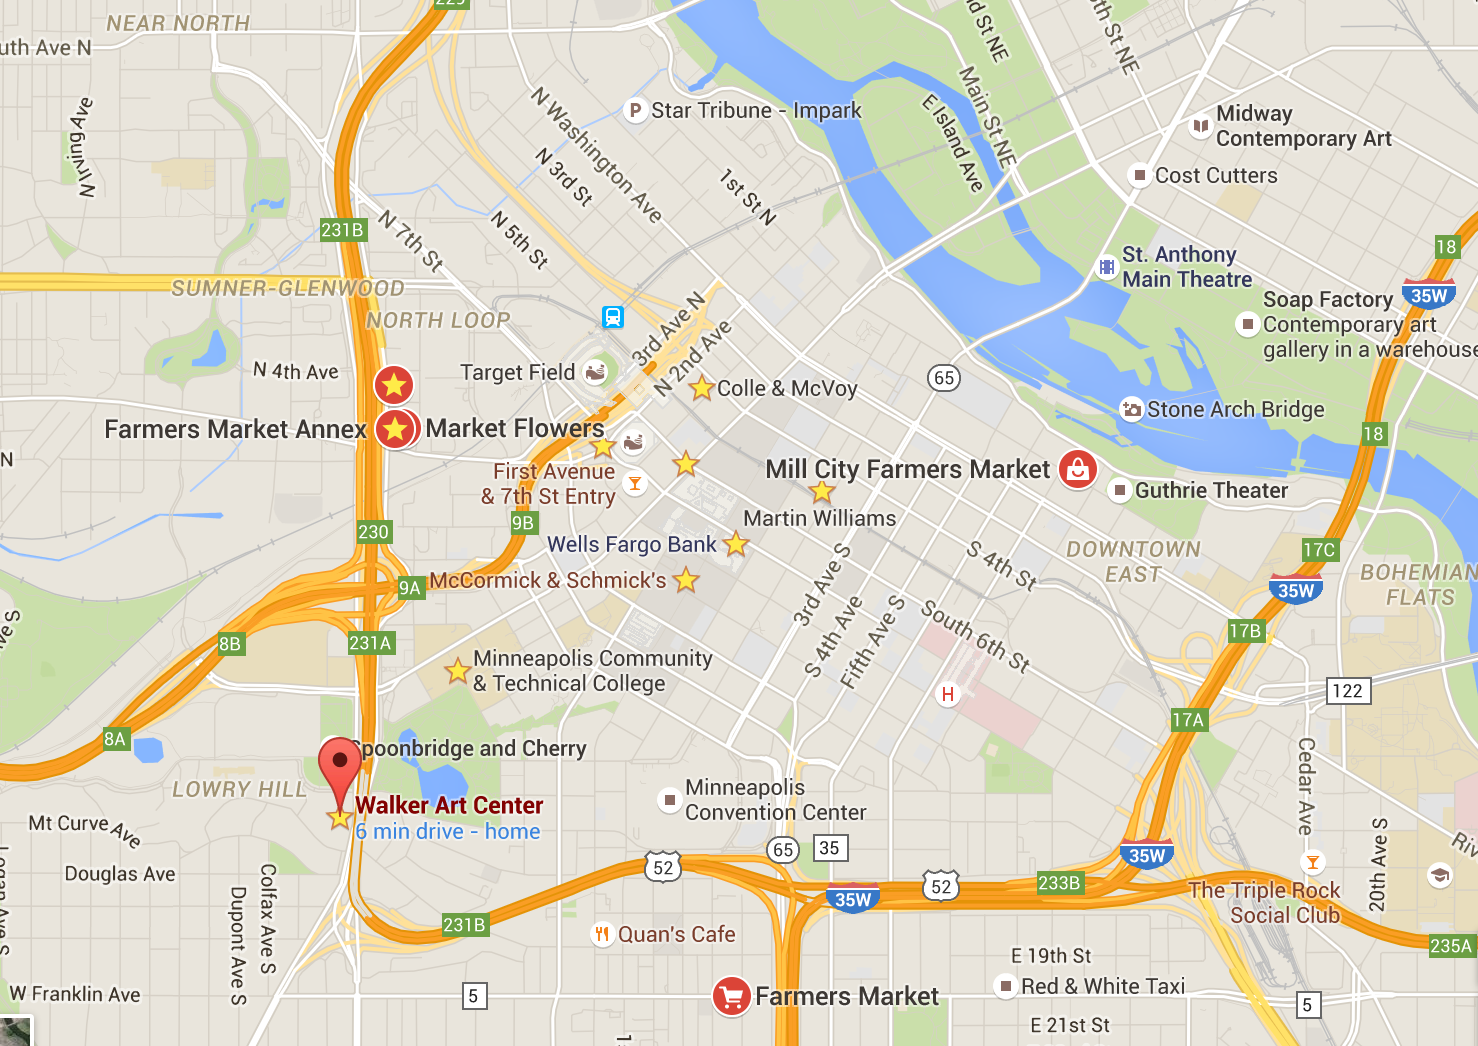 229
NEAR NORTH
uth Ave N
N Irving Ave
231B
SUMNER-GLENWOOD
N 7th St
NORTH LOOP
N Washington Ave
N 3rd St
N 5th St
1st St N
P
Star Tribune - Impark
Main St NE
E Island Ave
Main St NE
d St NE
th St NE
Midway
Contemporary Art
Cost Cutters
St. Anthony
Main Theatre
18
35W
Soap Factory
Contemporary art
gallery in a warehouse
N 4th Ave
Target Field
3rd Ave N
N 2nd Ave
Colle & McVoy
65
Stone Arch Bridge
18
Farmers Market Annex
Market Flowers
First Avenue
& 7th St Entry
Mill City Farmers Market
Guthrie Theater
Martin Williams
N
230
9B
Wells Fargo Bank
McCormick & Schmick's
9A
S 4th St
DOWNTOWN
EAST
17C
35W
BOHEMIAN
FLATS
3rd Ave S
S 4th Ave
Fifth Ave S
South 6th St
17B
ve S
8B
231A
Minneapolis Community
& Technical College
H
122
17A
8A
Spoonbridge and Cherry
LOWRY HILL
Walker Art Center
6 min drive - home
Minneapolis
Convention Center
Cedar Ave
Mt Curve Ave
Douglas Ave
Logan Ave S
Colfax Ave S
Dupont Ave S
65
35
52
35W
52
233B
35W
The Triple Rock
Social Club
20th Ave S
Riv
231B
Quan's Cafe
235A
E 19th St
W Franklin Ave
5
Farmers Market
Red & White Taxi
5
E 21st St